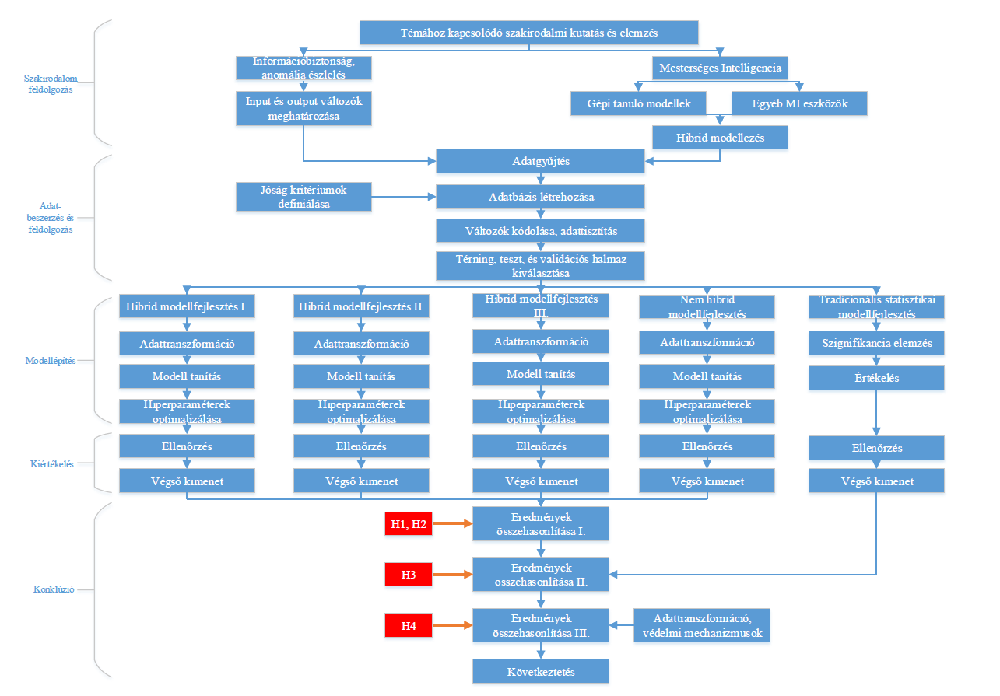 Témához kapcsolódó szakirodalmi kutatás és elemzés
Szakirodalom
feldolgozás
Információbiztonság,
anomália észlelés
Mesterséges Intelligencia
Input és output változók
meghatározása
Gépi tanuló modellek
Egyéb MI eszközök
Hibrid modellezés
Adat-
beszerzés és
feldolgozás
Adatgyűjtés
Jóság kritériumok
definiálása
Adatbázis létrehozása
Változók kódolása, adattisztítás
Térning, teszt, és validációs halmaz
kiválasztása
Modellépítés
Hibrid modellfejlesztés I.
Hibrid modellfejlesztés II.
Hibrid modellfejlesztés
III.
Nem hibrid
modellfejlesztés
Tradicionális statisztikai
modellfejlesztés
Adattranszformáció
Adattranszformáció
Adattranszformáció
Adattranszformáció
Szignifikancia elemzés
Modell tanítás
Modell tanítás
Modell tanítás
Modell tanítás
Értékelés
Hiperparaméterek
optimalizálása
Hiperparaméterek
optimalizálása
Hiperparaméterek
optimalizálása
Hiperparaméterek
optimalizálása
Kiértékelés
Ellenőrzés
Ellenőrzés
Ellenőrzés
Ellenőrzés
Ellenőrzés
Végső kimenet
Végső kimenet
Végső kimenet
Végső kimenet
Végső kimenet
Konklúzió
H1, H2
Eredmények
összehasonlítása I.
H3
Eredmények
összehasonlítása II.
H4
Eredmények
összehasonlítása III.
Adattranszformáció,
védelmi mechanizmusok
Következtetés